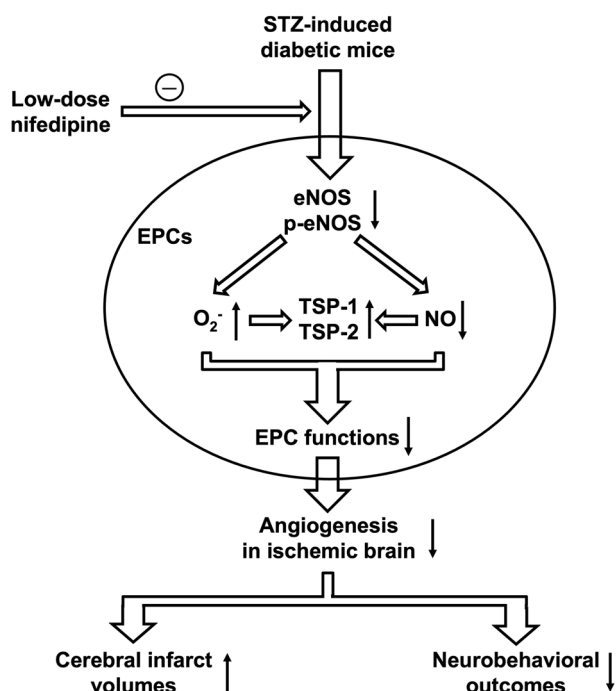 STZ-induced
diabetic mice
Low-dose
nifedipine
eNOS
p-eNOS
EPCs
O₂⁻
TSP-1
TSP-2
NO
EPC functions
Angiogenesis
in ischemic brain
Cerebral infarct
volumes
Neurobehavioral
outcomes